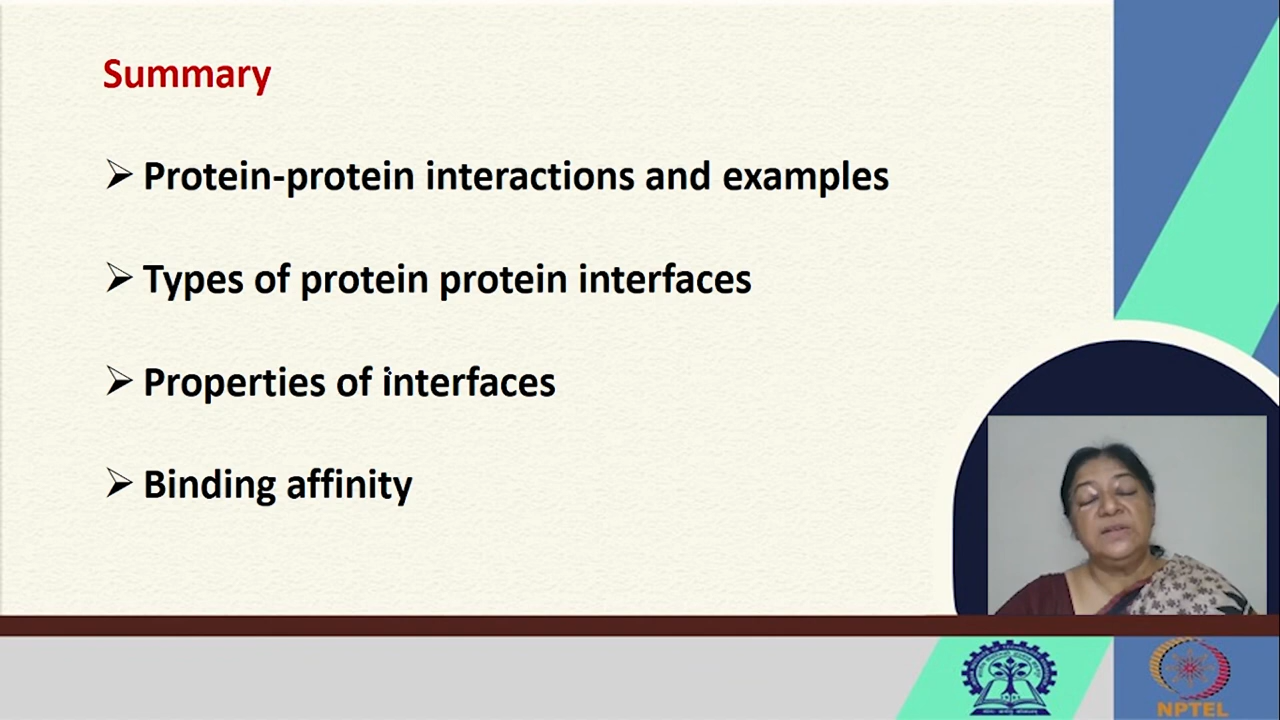 Summary
➢ Protein-protein interactions and examples
➢ Types of protein protein interfaces
➢ Properties of interfaces
➢ Binding affinity
NPTEL